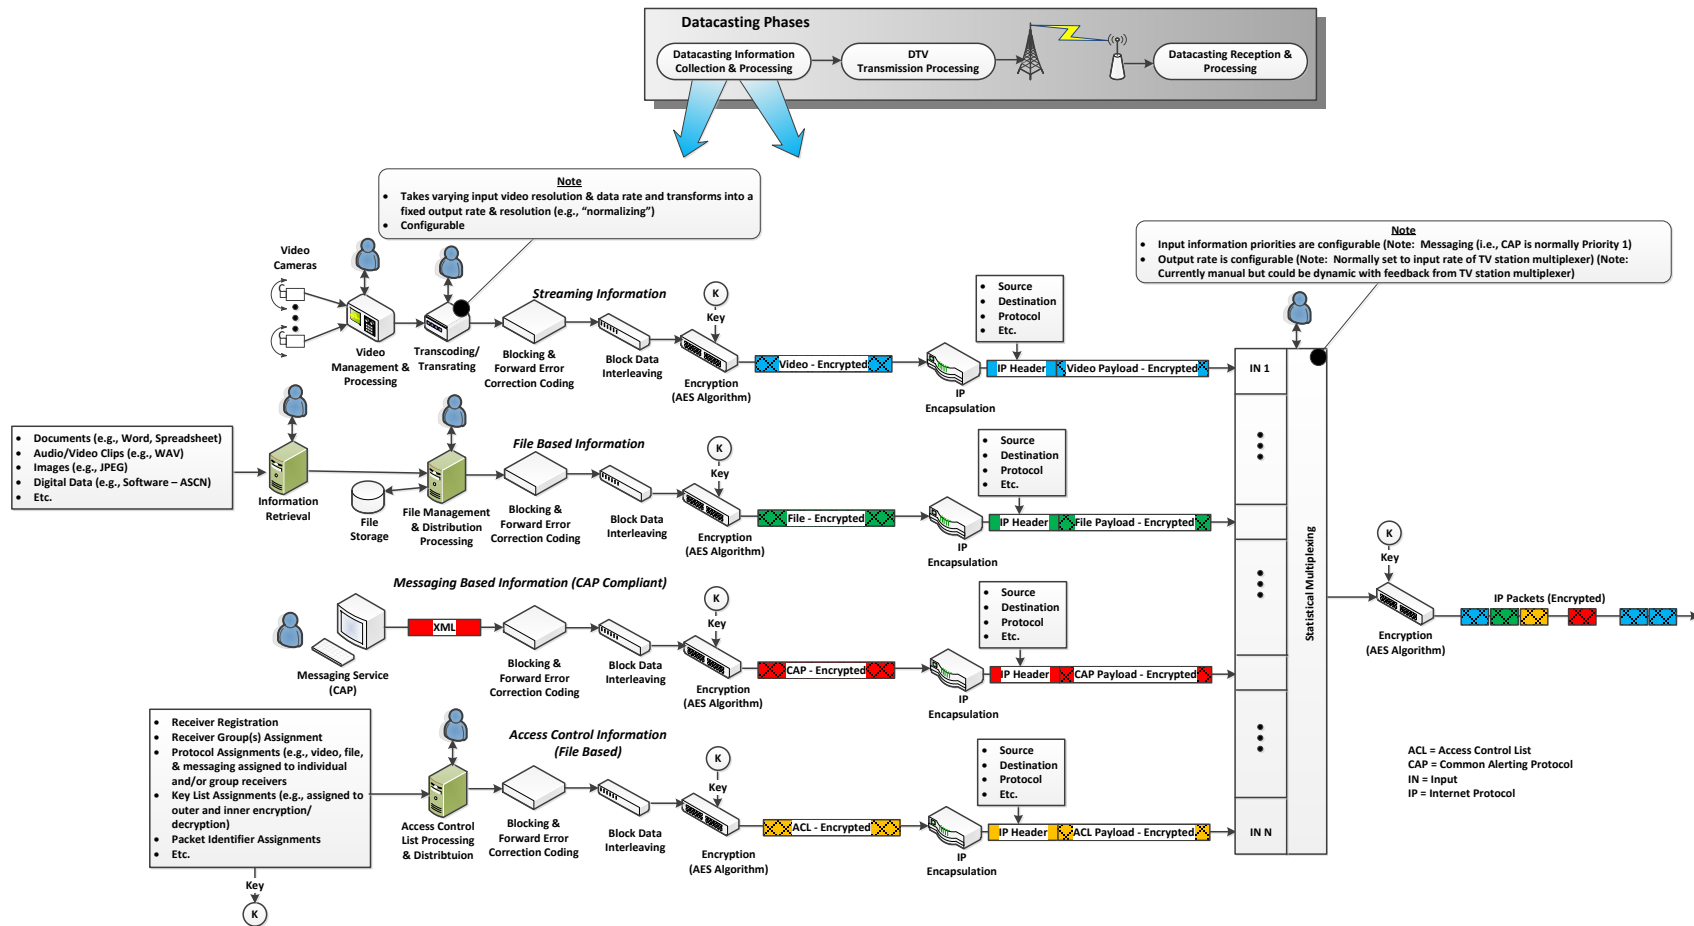 Datacasting Phases
Datacasting Information
Collection & Processing
DTV
Transmission Processing
Datacasting Reception &
Processing
Note
• Takes varying input video resolution & data rate and transforms into a
fixed output rate & resolution (e.g., “normalizing”)
• Configurable
Note
• Input information priorities are configurable (Note: Messaging (i.e., CAP is normally Priority 1)
• Output rate is configurable (Note: Normally set to input rate of TV station multiplexer) (Note:
Currently manual but could be dynamic with feedback from TV station multiplexer)
Video
Cameras
Streaming Information
Video
Management &
Processing
Transcoding/
Transrating
Blocking &
Forward Error
Correction Coding
Block Data
Interleaving
K
Key
Encryption
(AES Algorithm)
Video - Encrypted
IP
Encapsulation
• Source
• Destination
• Protocol
• Etc.
IP Header
Video Payload - Encrypted
IN 1
• Documents (e.g., Word, Spreadsheet)
• Audio/Video Clips (e.g., WAV)
• Images (e.g., JPEG)
• Digital Data (e.g., Software – ASCN)
• Etc.
Information
Retrieval
File
Storage
File Management
& Distribution
Processing
File Based Information
Blocking &
Forward Error
Correction Coding
Block Data
Interleaving
K
Key
Encryption
(AES Algorithm)
File - Encrypted
IP
Encapsulation
• Source
• Destination
• Protocol
• Etc.
IP Header
File Payload - Encrypted
Messaging Based Information (CAP Compliant)
Messaging Service
(CAP)
XML
Blocking &
Forward Error
Correction Coding
Block Data
Interleaving
K
Key
Encryption
(AES Algorithm)
CAP - Encrypted
IP
Encapsulation
• Source
• Destination
• Protocol
• Etc.
IP Header
CAP Payload - Encrypted
• Receiver Registration
• Receiver Group(s) Assignment
• Protocol Assignments (e.g., video, file,
& messaging assigned to individual
and/or group receivers
• Key List Assignments (e.g., assigned to
outer and inner encryption/
decryption)
• Packet Identifier Assignments
• Etc.
Key
K
Access Control Information
(File Based)
Access Control
List Processing
& Distribtuion
Blocking &
Forward Error
Correction Coding
Block Data
Interleaving
K
Key
Encryption
(AES Algorithm)
ACL - Encrypted
IP
Encapsulation
• Source
• Destination
• Protocol
• Etc.
IP Header
ACL Payload - Encrypted
IN N
Statistical Multiplexing
K
Key
Encryption
(AES Algorithm)
IP Packets (Encrypted)
ACL = Access Control List
CAP = Common Alerting Protocol
IN = Input
IP = Internet Protocol